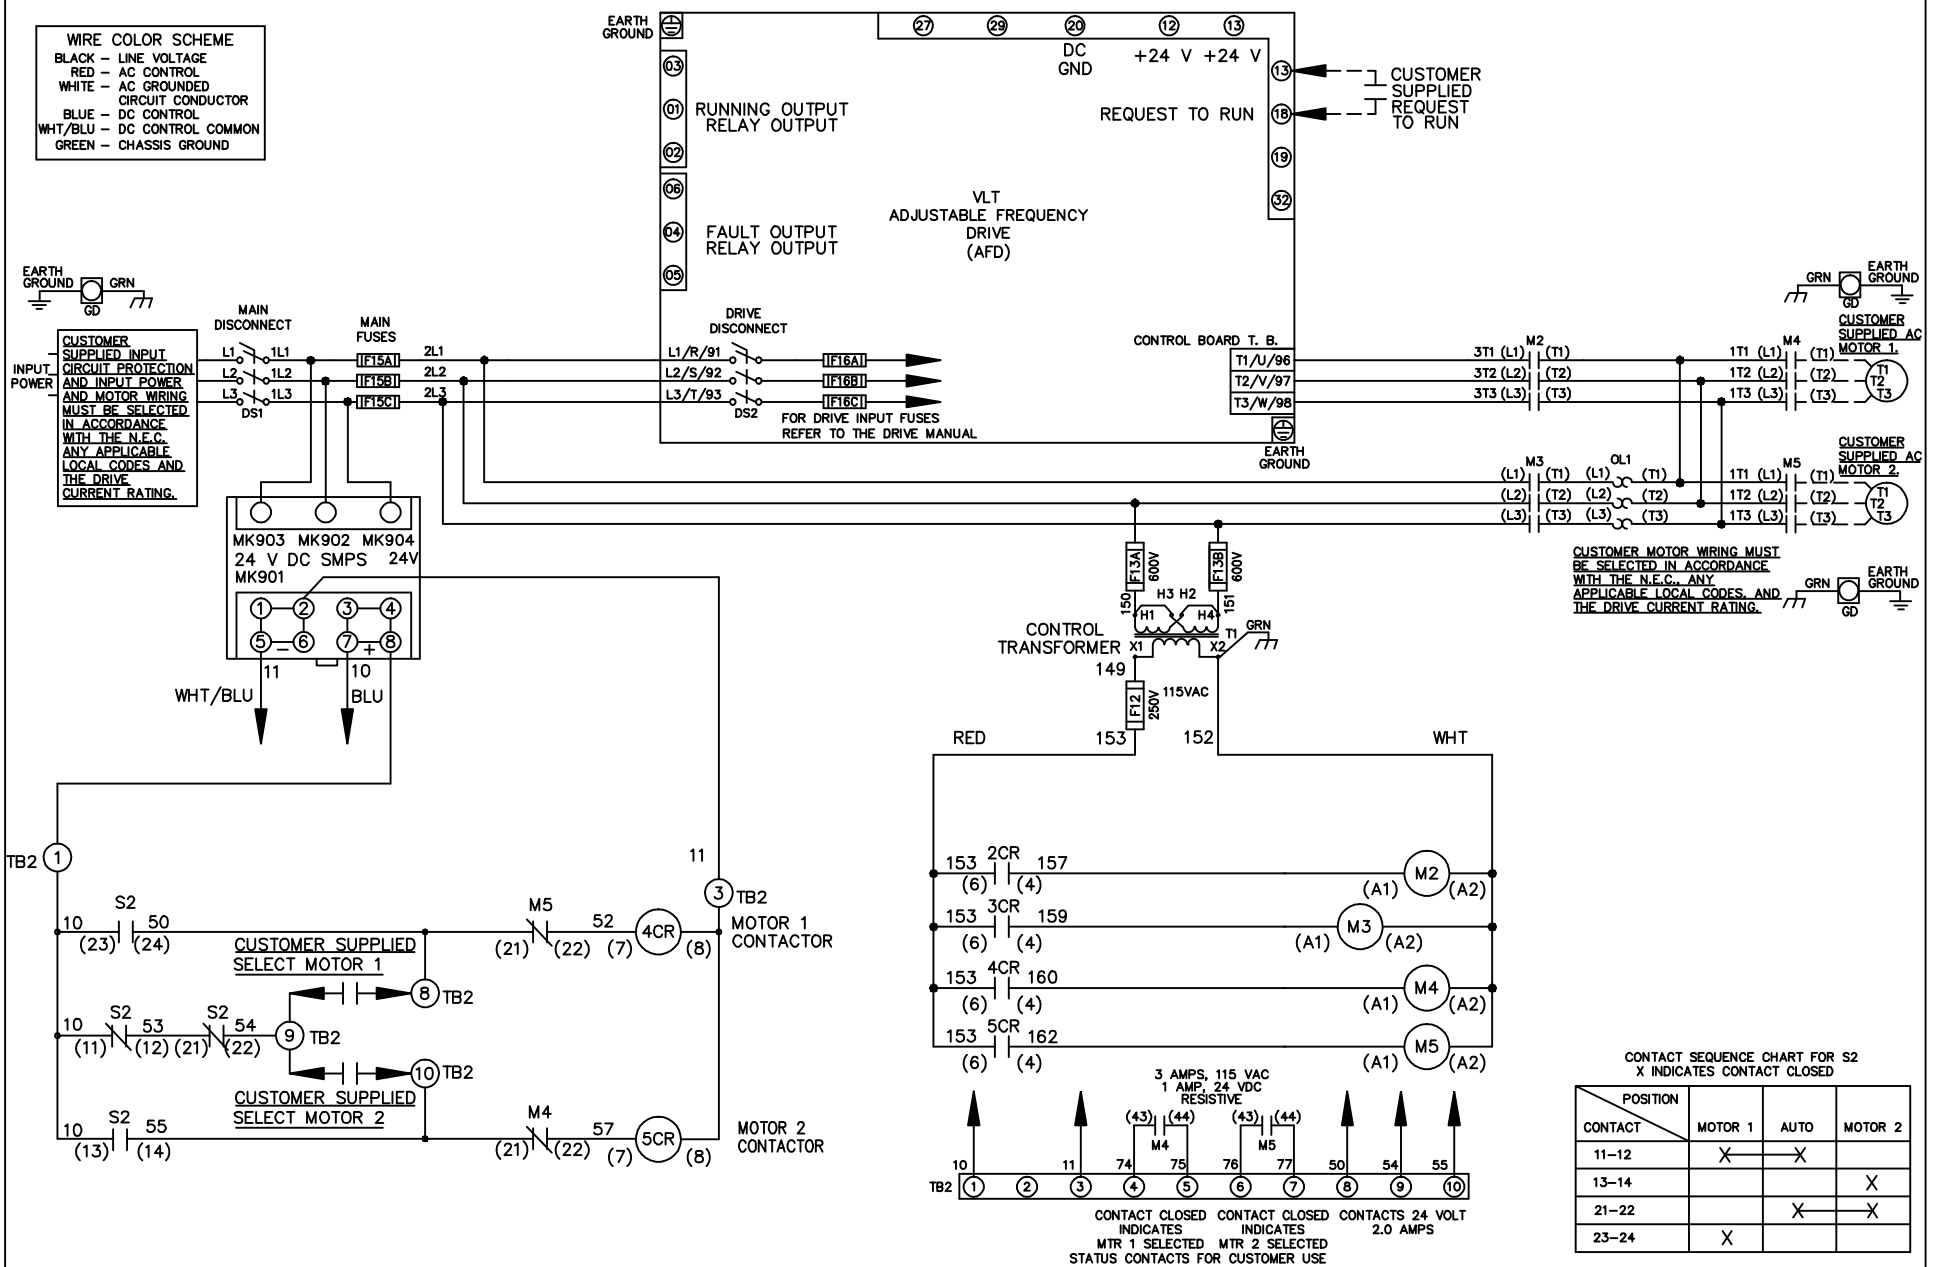 WIRE COLOR SCHEME
BLACK – LINE VOLTAGE
RED – AC CONTROL
WHITE – AC GROUNDED
CIRCUIT CONDUCTOR
BLUE – DC CONTROL
WHT/BLU – DC CONTROL COMMON
GREEN – CHASSIS GROUND
EARTH
GROUND
27 29 20 12 13
DC
GND
+24 V +24 V
03
01
02
RUNNING OUTPUT
RELAY OUTPUT
06
04
05
FAULT OUTPUT
RELAY OUTPUT
13
18
19
32
REQUEST TO RUN
CUSTOMER
SUPPLIED
REQUEST
TO RUN
VLT
ADJUSTABLE FREQUENCY
DRIVE
(AFD)
EARTH
GROUND
GRN
GD
INPUT
POWER
CUSTOMER
SUPPLIED INPUT
CIRCUIT PROTECTION
AND INPUT POWER
AND MOTOR WIRING
MUST BE SELECTED
IN ACCORDANCE
WITH THE N.E.C.
ANY APPLICABLE
LOCAL CODES AND
THE DRIVE
CURRENT RATING.
MAIN
DISCONNECT
L1 1L1
L2 1L2
L3 1L3
DS1
MAIN
FUSES
F15A
F15B
F15C
2L1
2L2
2L3
L1/R/91
L2/S/92
L3/T/93
DRIVE
DISCONNECT
DS2
F16A
F16B
F16C
FOR DRIVE INPUT FUSES
REFER TO THE DRIVE MANUAL
CONTROL BOARD T. B.
T1/U/96
T2/V/97
T3/W/98
EARTH
GROUND
M2
3T1 (L1) (T1)
3T2 (L2) (T2)
3T3 (L3) (T3)
M4
1T1 (L1) (T1)
1T2 (L2) (T2)
1T3 (L3) (T3)
T1
T2
T3
GRN
GD
EARTH
GROUND
CUSTOMER
SUPPLIED AC
MOTOR 1.
M3
(L1) (T1)
(L2) (T2)
(L3) (T3)
OL1
(L1) (T1)
(L2) (T2)
(L3) (T3)
M5
1T1 (L1) (T1)
1T2 (L2) (T2)
1T3 (L3) (T3)
T1
T2
T3
CUSTOMER
SUPPLIED AC
MOTOR 2.
CUSTOMER MOTOR WIRING MUST
BE SELECTED IN ACCORDANCE
WITH THE N.E.C., ANY
APPLICABLE LOCAL CODES, AND
THE DRIVE CURRENT RATING.
GRN
GD
EARTH
GROUND
MK903 MK902 MK904
24 V DC SMPS 24V
MK901
1 2 3 4
5 – 6 7 + 8
11
WHT/BLU
10
BLU
F13A
600V
F13B
600V
150
151
H3 H2
H1 H4
T1
GRN
X1 X2
CONTROL
TRANSFORMER
149
F12
250V
115VAC
153
152
RED
WHT
TB2 1
11
3 TB2
10 S2 50
(23) (24)
M5
(21) (22)
52
(7) 4CR (8)
MOTOR 1
CONTACTOR
CUSTOMER SUPPLIED
SELECT MOTOR 1
8 TB2
10 S2 53 S2 54
(11) (12) (21) (22)
9 TB2
10 TB2
CUSTOMER SUPPLIED
SELECT MOTOR 2
10 S2 55
(13) (14)
M4
(21) (22)
57
(7) 5CR (8)
MOTOR 2
CONTACTOR
153 2CR 157
(6) (4)
(A1) M2 (A2)
153 3CR 159
(6) (4)
(A1) M3 (A2)
153 4CR 160
(6) (4)
(A1) M4 (A2)
153 5CR 162
(6) (4)
(A1) M5 (A2)
3 AMPS, 115 VAC
1 AMP, 24 VDC
RESISTIVE
(43) (44) (43) (44)
M4 M5
10 11 74 75 76 77 50 54 55
TB2 1 2 3 4 5 6 7 8 9 10
CONTACT CLOSED
INDICATES
MTR 1 SELECTED
CONTACT CLOSED
INDICATES
MTR 2 SELECTED
STATUS CONTACTS FOR CUSTOMER USE
CONTACTS 24 VOLT
2.0 AMPS
CONTACT SEQUENCE CHART FOR S2
X INDICATES CONTACT CLOSED
POSITION
CONTACT MOTOR 1 AUTO MOTOR 2
11–12 X X
13–14 X
21–22 X X
23–24 X